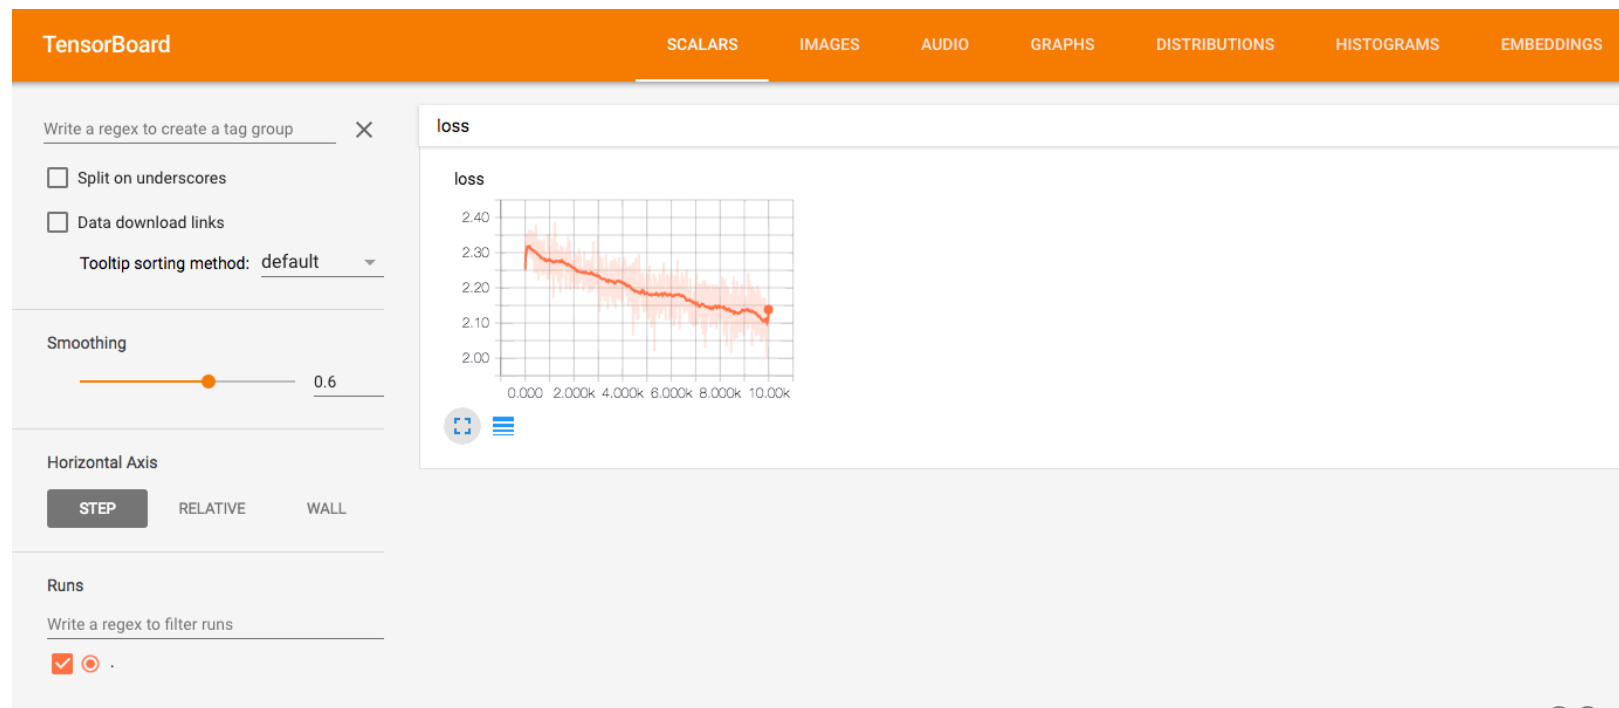 TensorBoard
SCALARS IMAGES AUDIO GRAPHS DISTRIBUTIONS HISTOGRAMS EMBEDDINGS
Write a regex to create a tag group
Split on underscores
Data download links
Tooltip sorting method: default
Smoothing
0.6
Horizontal Axis
STEP RELATIVE WALL
Runs
Write a regex to filter runs
.
loss
loss
2.40
2.30
2.20
2.10
2.00
0.000 2.000k 4.000k 6.000k 8.000k 10.00k